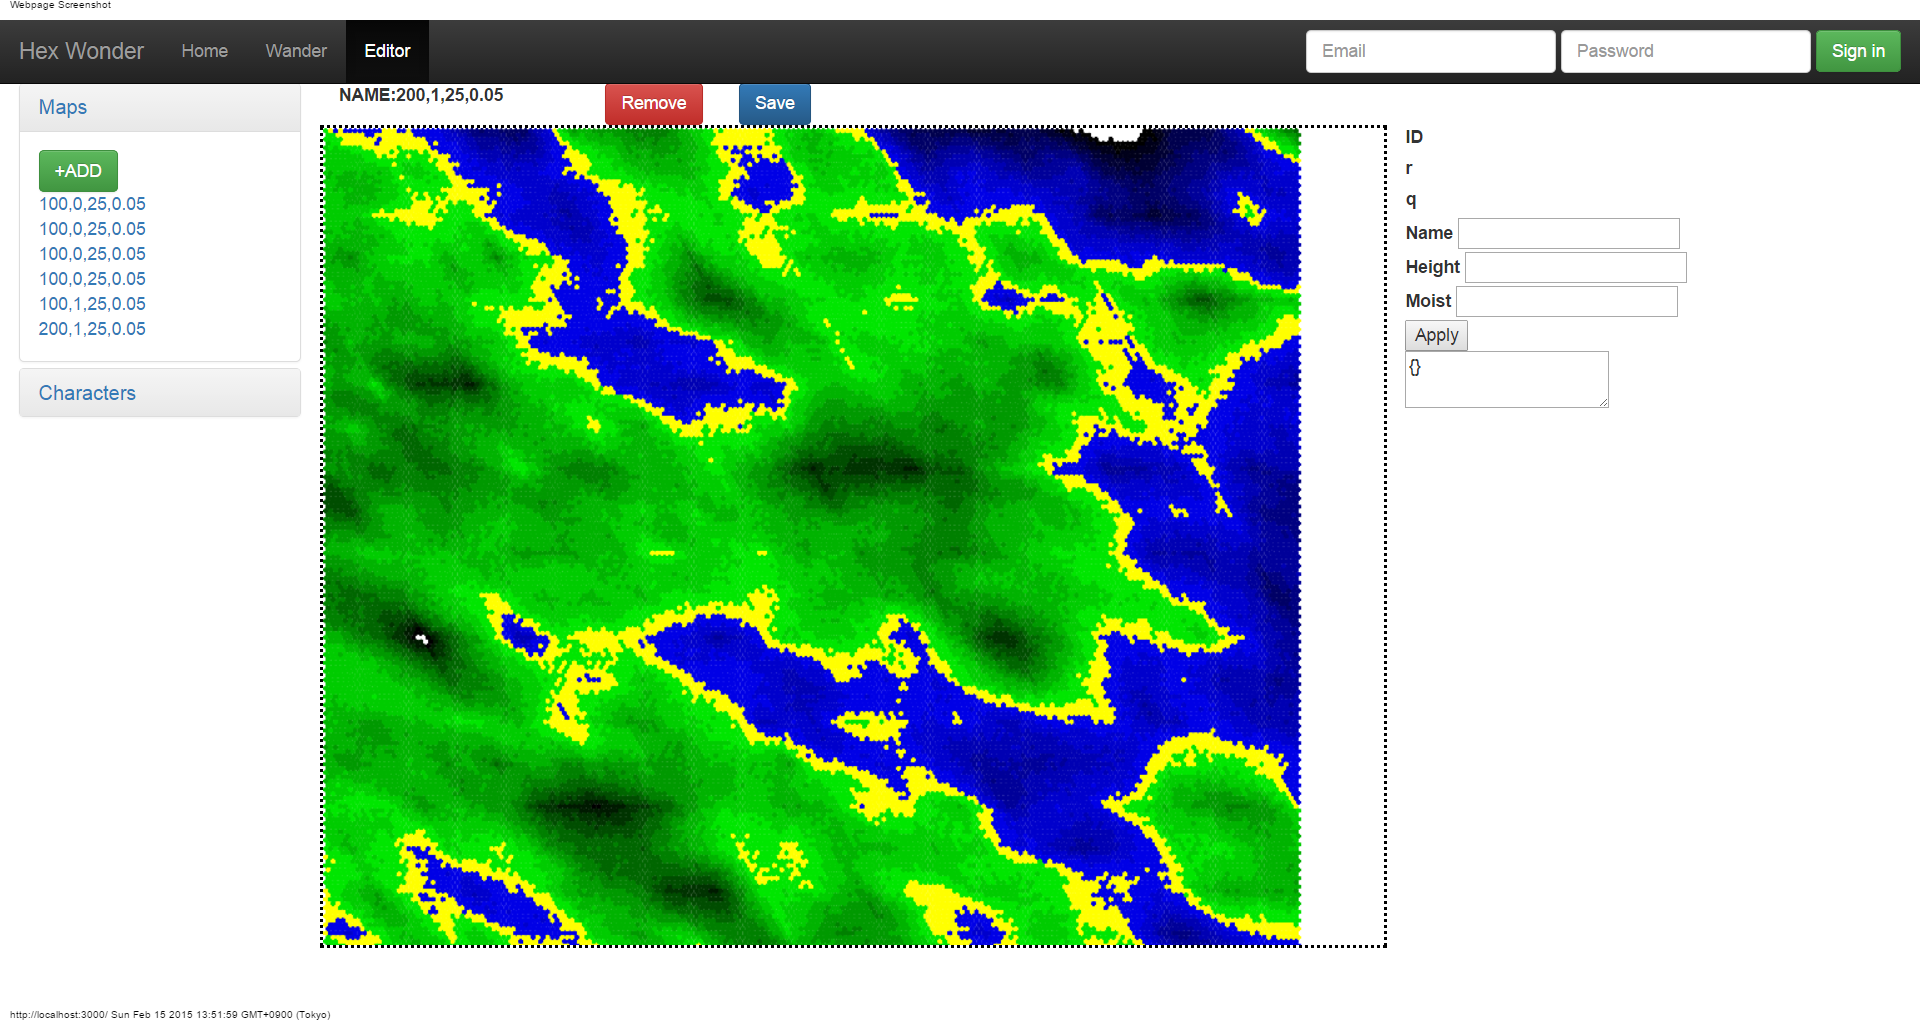 Webpage Screenshot
Hex Wonder Home Wander Editor Email Password Sign in
Maps
+ADD
100,0,25,0.05
100,0,25,0.05
100,0,25,0.05
100,0,25,0.05
100,1,25,0.05
200,1,25,0.05
Characters
NAME:200,1,25,0.05 Remove Save
ID
r
q
Name
Height
Moist
Apply
{}
http://localhost:3000/ Sun Feb 15 2015 13:51:59 GMT+0900 (Tokyo)